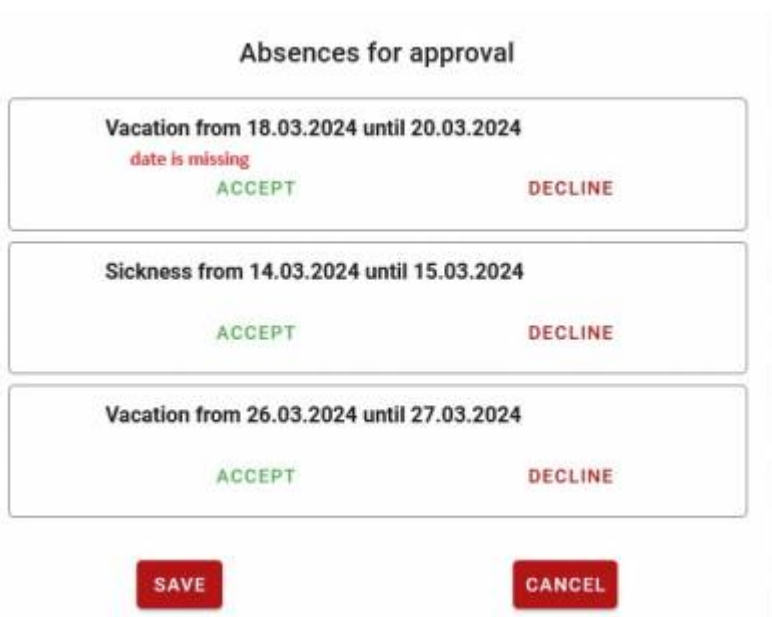 Absences for approval
Vacation from 18.03.2024 until 20.03.2024
date is missing
ACCEPT DECLINE
Sickness from 14.03.2024 until 15.03.2024
ACCEPT DECLINE
Vacation from 26.03.2024 until 27.03.2024
ACCEPT DECLINE
SAVE CANCEL